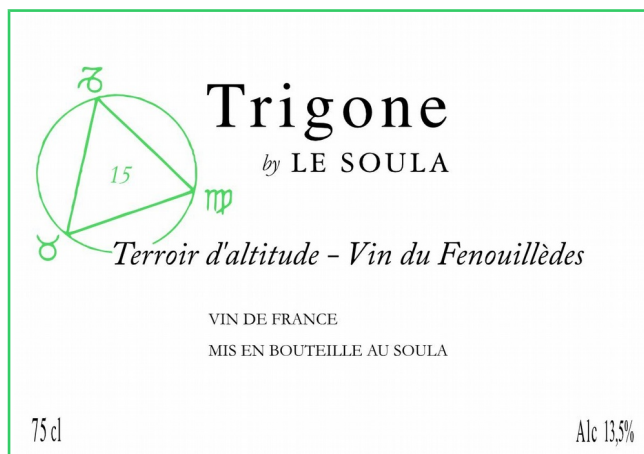 Trigone
by LE SOULA
15
Terroir d'altitude - Vin du Fenouillèdes
VIN DE FRANCE
MIS EN BOUTEILLE AU SOULA
75 cl
Alc 13,5%